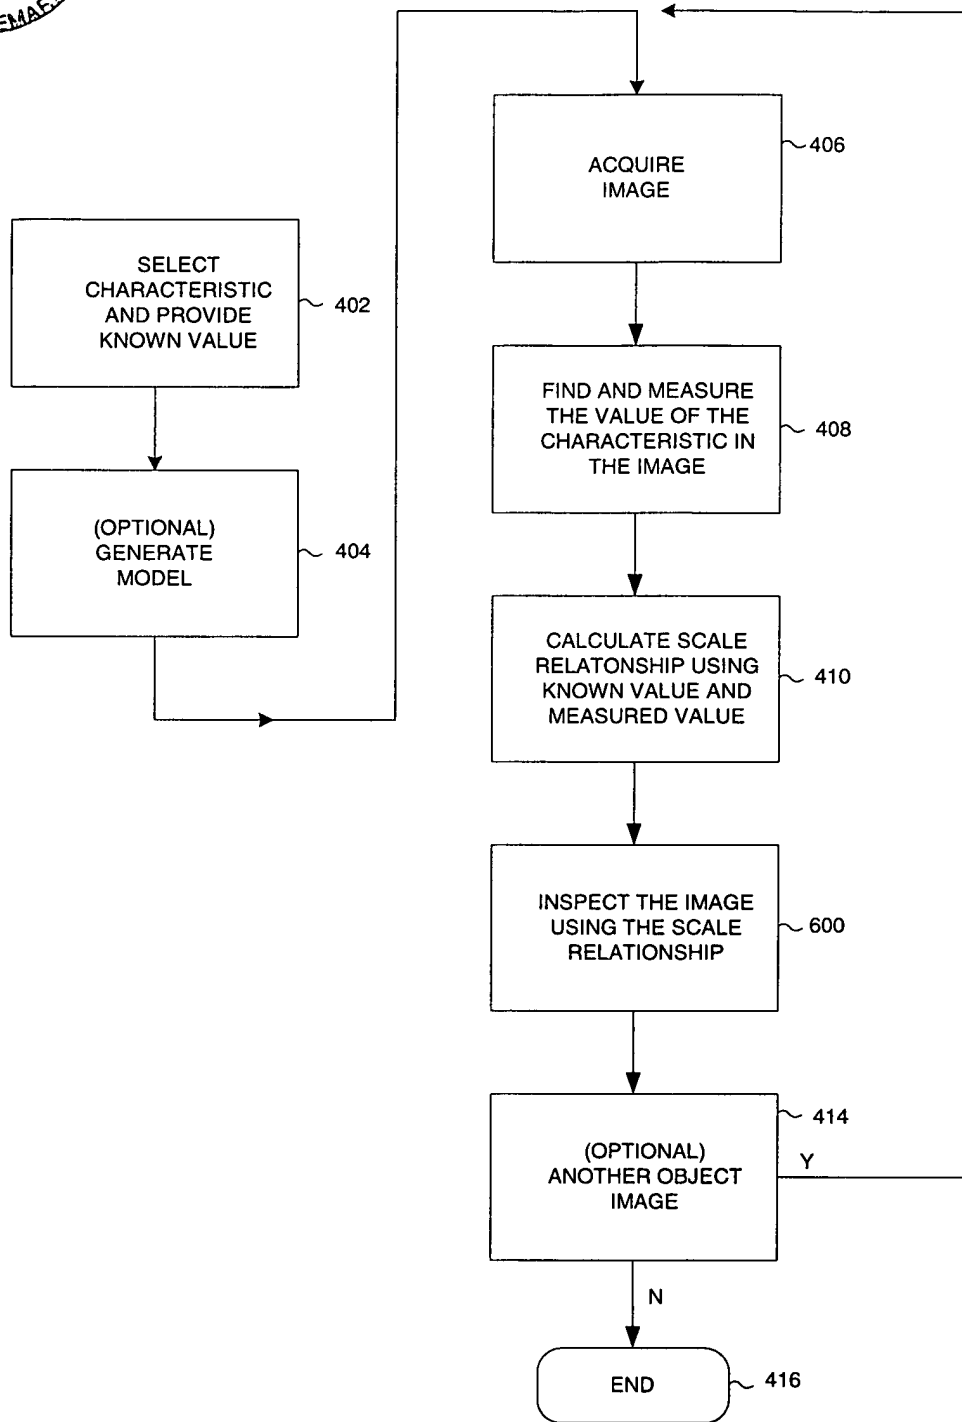 SELECT
CHARACTERISTIC
AND PROVIDE
KNOWN VALUE
402
(OPTIONAL)
GENERATE
MODEL
404
ACQUIRE
IMAGE
406
FIND AND MEASURE
THE VALUE OF THE
CHARACTERISTIC IN
THE IMAGE
408
CALCULATE SCALE
RELATONSHIP USING
KNOWN VALUE AND
MEASURED VALUE
410
INSPECT THE IMAGE
USING THE SCALE
RELATIONSHIP
600
(OPTIONAL)
ANOTHER OBJECT
IMAGE
414
Y
N
END
416